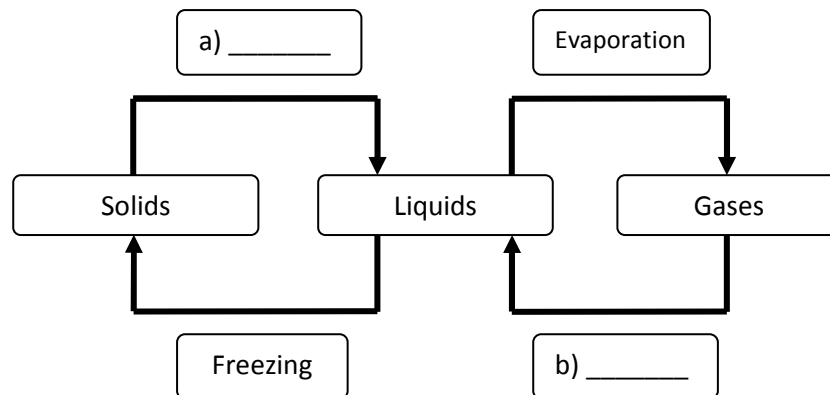 a) _______
Evaporation
Solids
Liquids
Gases
Freezing
b) _______